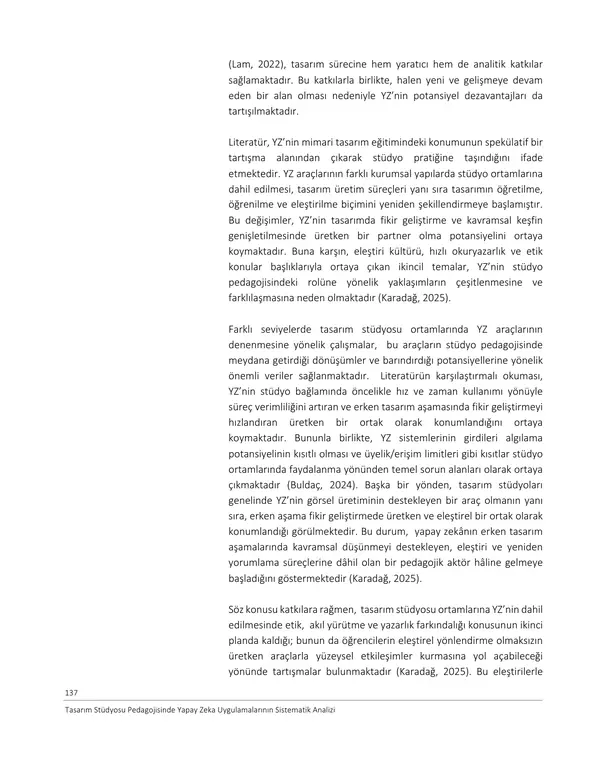 (Lam, 2022), tasarım sürecine hem yaratıcı hem de analitik katkılar
sağlamaktadır. Bu katkılarla birlikte, halen yeni ve gelişmeye devam
eden bir alan olması nedeniyle YZ’nin potansiyel dezavantajları da
tartışılmaktadır.
Literatür, YZ’nin mimari tasarım eğitimindeki konumunun spekülatif bir
tartışma alanından çıkarak stüdyo pratiğine taşındığını ifade
etmektedir. YZ araçlarının farklı kurumsal yapılarda stüdyo ortamlarına
dahil edilmesi, tasarım üretim süreçleri yanı sıra tasarımın öğretilme,
öğrenilme ve eleştirilme biçimini yeniden şekillendirmeye başlamıştır.
Bu değişimler, YZ’nin tasarımda fikir geliştirme ve kavramsal keşfin
genişletilmesinde üretken bir partner olma potansiyelini ortaya
koymaktadır. Buna karşın, eleştiri kültürü, hızlı okuryazarlık ve etik
konular başlıklarıyla ortaya çıkan ikincil temalar, YZ’nin stüdyo
pedagojisindeki rolüne yönelik yaklaşımların çeşitlenmesine ve
farklılaşmasına neden olmaktadır (Karadağ, 2025).
Farklı seviyelerde tasarım stüdyosu ortamlarında YZ araçlarının
denenmesine yönelik çalışmalar,  bu araçların stüdyo pedagojisinde
meydana getirdiği dönüşümler ve barındırdığı potansiyellerine yönelik
önemli veriler sağlanmaktadır.  Literatürün karşılaştırmalı okuması,
YZ’nin stüdyo bağlamında öncelikle hız ve zaman kullanımı yönüyle
süreç verimliliğini artıran ve erken tasarım aşamasında fikir geliştirmeyi
hızlandıran üretken bir ortak olarak konumlandığını ortaya
koymaktadır. Bununla birlikte, YZ sistemlerinin girdileri algılama
potansiyelinin kısıtlı olması ve üyelik/erişim limitleri gibi kısıtlar stüdyo
ortamlarında faydalanma yönünden temel sorun alanları olarak ortaya
çıkmaktadır (Buldaç, 2024). Başka bir yönden, tasarım stüdyoları
genelinde YZ’nin görsel üretiminin destekleyen bir araç olmanın yanı
sıra, erken aşama fikir geliştirmede üretken ve eleştirel bir ortak olarak
konumlandığı görülmektedir. Bu durum,  yapay zekânın erken tasarım
aşamalarında kavramsal düşünmeyi destekleyen, eleştiri ve yeniden
yorumlama süreçlerine dâhil olan bir pedagojik aktör hâline gelmeye
başladığını göstermektedir (Karadağ, 2025).
Söz konusu katkılara rağmen,  tasarım stüdyosu ortamlarına YZ’nin dahil
edilmesinde etik,  akıl yürütme ve yazarlık farkındalığı konusunun ikinci
planda kaldığı; bunun da öğrencilerin eleştirel yönlendirme olmaksızın
üretken araçlarla yüzeysel etkileşimler kurmasına yol açabileceği
yönünde tartışmalar bulunmaktadır (Karadağ, 2025). Bu eleştirilerle
137
Tasarım Stüdyosu Pedagojisinde Yapay Zeka Uygulamalarının Sistematik Analizi